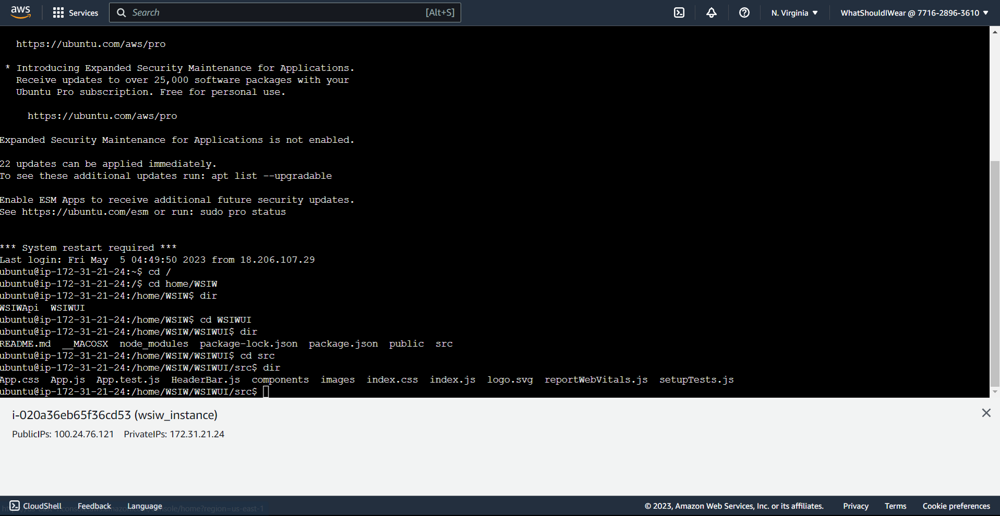 aws Services Search [Alt+S] N. Virginia WhatShouldIWear @ 7716-2896-3610
https://ubuntu.com/aws/pro
* Introducing Expanded Security Maintenance for Applications.
Receive updates to over 25,000 software packages with your
Ubuntu Pro subscription. Free for personal use.
https://ubuntu.com/aws/pro
Expanded Security Maintenance for Applications is not enabled.
22 updates can be applied immediately.
To see these additional updates run: apt list --upgradable
Enable ESM Apps to receive additional future security updates.
See https://ubuntu.com/esm or run: sudo pro status
*** System restart required ***
Last login: Fri May  5 04:49:50 2023 from 18.206.107.29
ubuntu@ip-172-31-21-24:~$ cd /
ubuntu@ip-172-31-21-24:/$ cd home/WSIW
ubuntu@ip-172-31-21-24:/home/WSIW$ dir
WSIWApi  WSIWUI
ubuntu@ip-172-31-21-24:/home/WSIW$ cd WSIWUI
ubuntu@ip-172-31-21-24:/home/WSIW/WSIWUI$ dir
README.md  __MACOSX  node_modules  package-lock.json  package.json  public  src
ubuntu@ip-172-31-21-24:/home/WSIW/WSIWUI$ cd src
ubuntu@ip-172-31-21-24:/home/WSIW/WSIWUI/src$ dir
App.css  App.js  App.test.js  HeaderBar.js  components  images  index.css  index.js  logo.svg  reportWebVitals.js  setupTests.js
ubuntu@ip-172-31-21-24:/home/WSIW/WSIWUI/src$
i-020a36eb65f36cd53 (wsiw_instance)
PublicIPs: 100.24.76.121 PrivateIPs: 172.31.21.24
CloudShell Feedback Language © 2023, Amazon Web Services, Inc. or its affiliates. Privacy Terms Cookie preferences